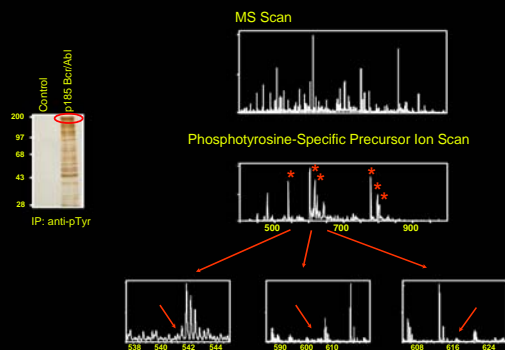 MS Scan
Control
p185 Bcr/Abl
200
97
68
43
28
IP: anti-pTyr
Phosphotyrosine-Specific Precursor Ion Scan
* * * * * *
500 700 900
538 540 542 544
590 600 610
608 616 624